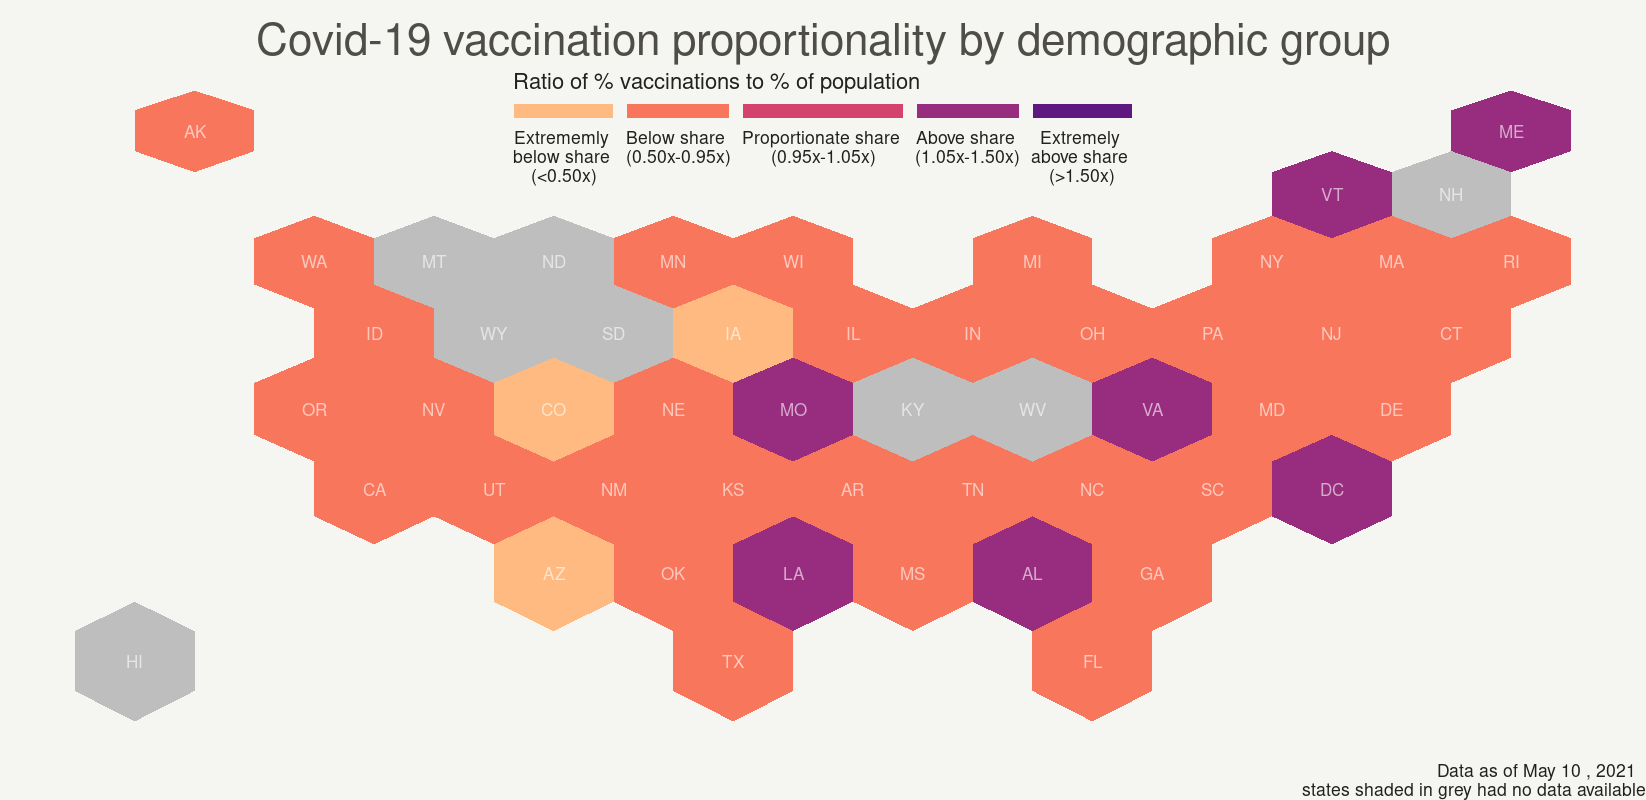 Covid-19 vaccination proportionality by demographic group
Ratio of % vaccinations to % of population
Extrememly below share (<0.50x)
Below share (0.50x-0.95x)
Proportionate share (0.95x-1.05x)
Above share (1.05x-1.50x)
Extremely above share (>1.50x)
AK
ME
VT
NH
WA
MT
ND
MN
WI
MI
NY
MA
RI
ID
WY
SD
IA
IL
IN
OH
PA
NJ
CT
OR
NV
CO
NE
MO
KY
WV
VA
MD
DE
CA
UT
NM
KS
AR
TN
NC
SC
DC
AZ
OK
LA
MS
AL
GA
HI
TX
FL
Data as of May 10 , 2021
states shaded in grey had no data available